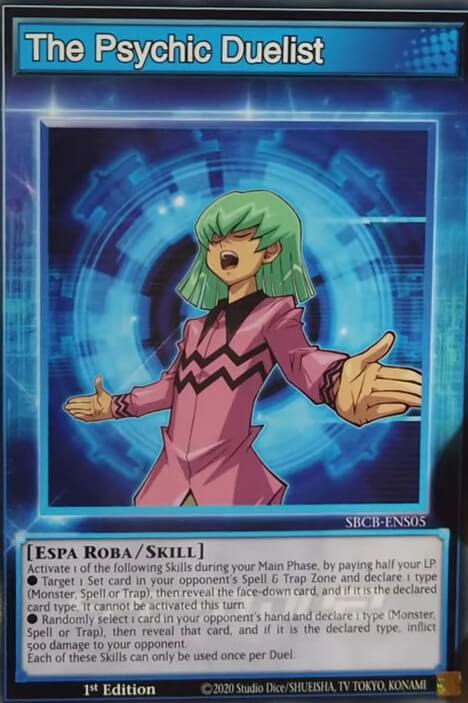 The Psychic Duelist
SBCB-ENS05
[ESPA ROBA/SKILL]
Activate 1 of the following Skills during your Main Phase, by paying half your LP.
● Target 1 Set card in your opponent's Spell & Trap Zone and declare 1 type
(Monster, Spell or Trap), then reveal the face-down card, and if it is the declared
card type, it cannot be activated this turn.
● Randomly select 1 card in your opponent's hand and declare 1 type (Monster,
Spell or Trap), then reveal that card, and if it is the declared type, inflict
500 damage to your opponent.
Each of these Skills can only be used once per Duel.
1st Edition
©2020 Studio Dice/SHUEISHA, TV TOKYO, KONAMI